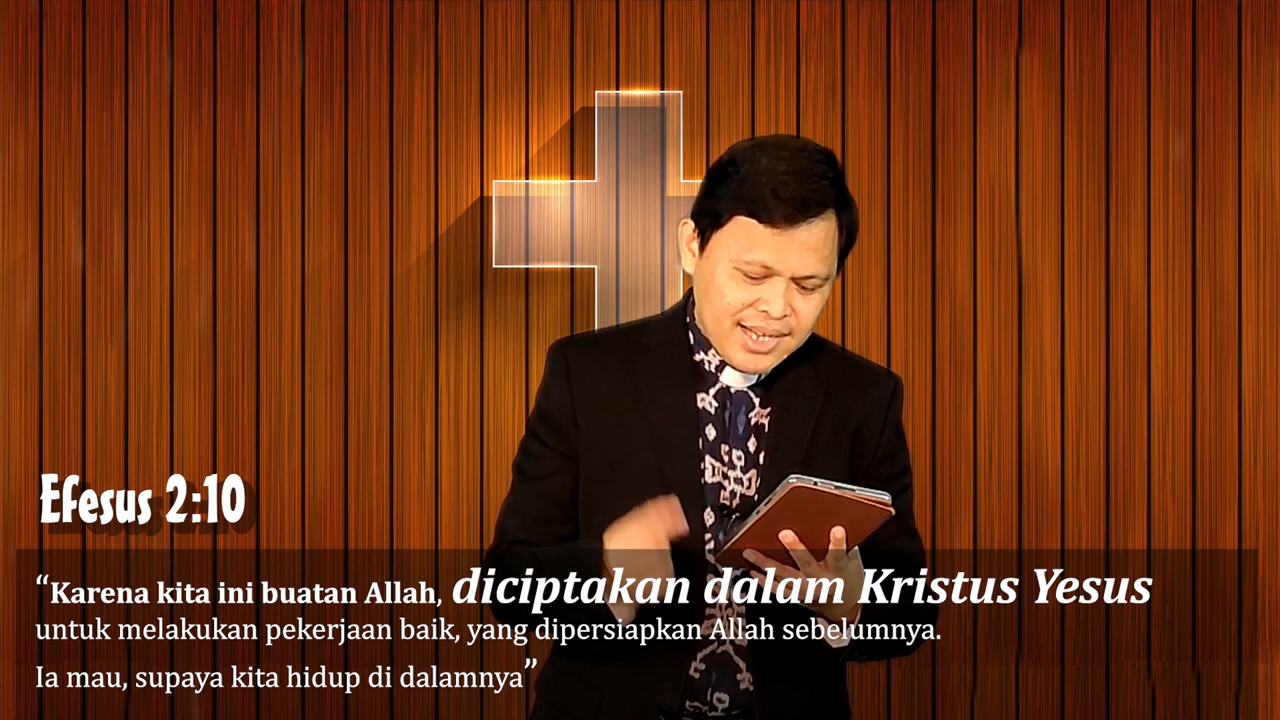 Efesus 2:10
“Karena kita ini buatan Allah, diciptakan dalam Kristus Yesus
untuk melakukan pekerjaan baik, yang dipersiapkan Allah sebelumnya.
Ia mau, supaya kita hidup di dalamnya”